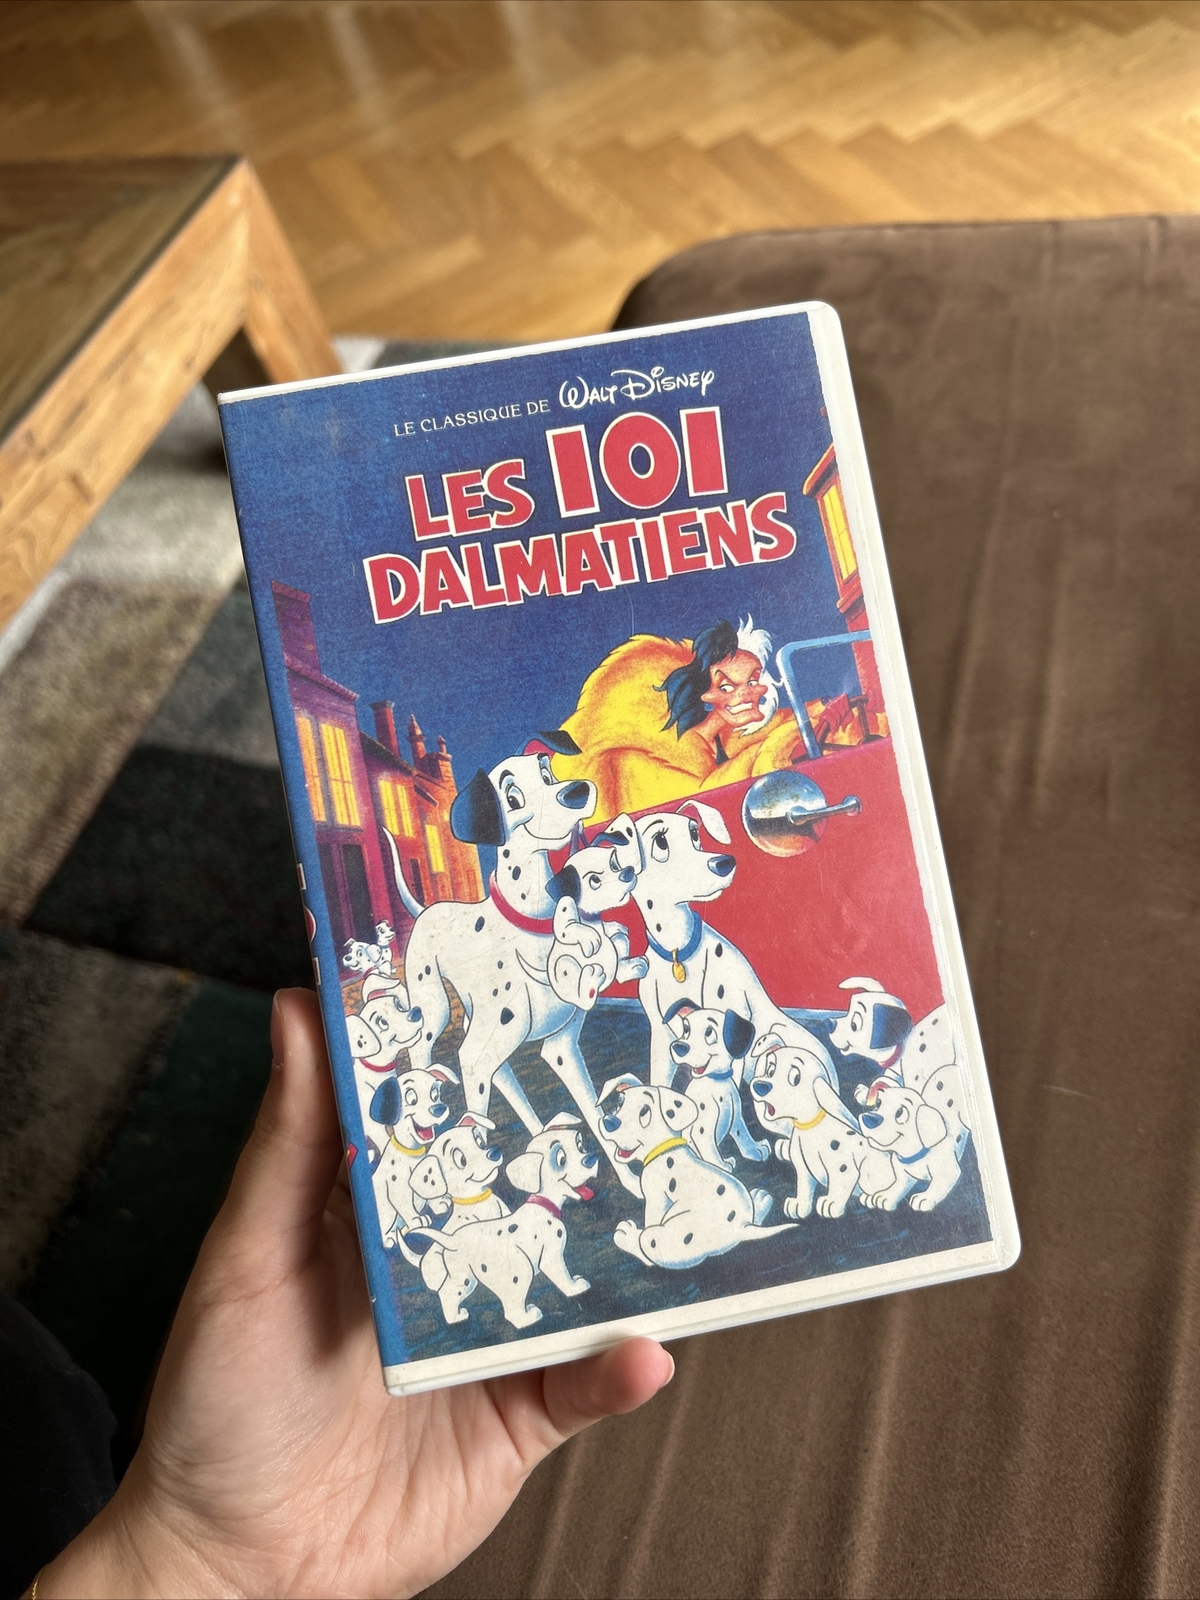 LE CLASSIQUE DE WALT DISNEY
LES 101
DALMATIENS